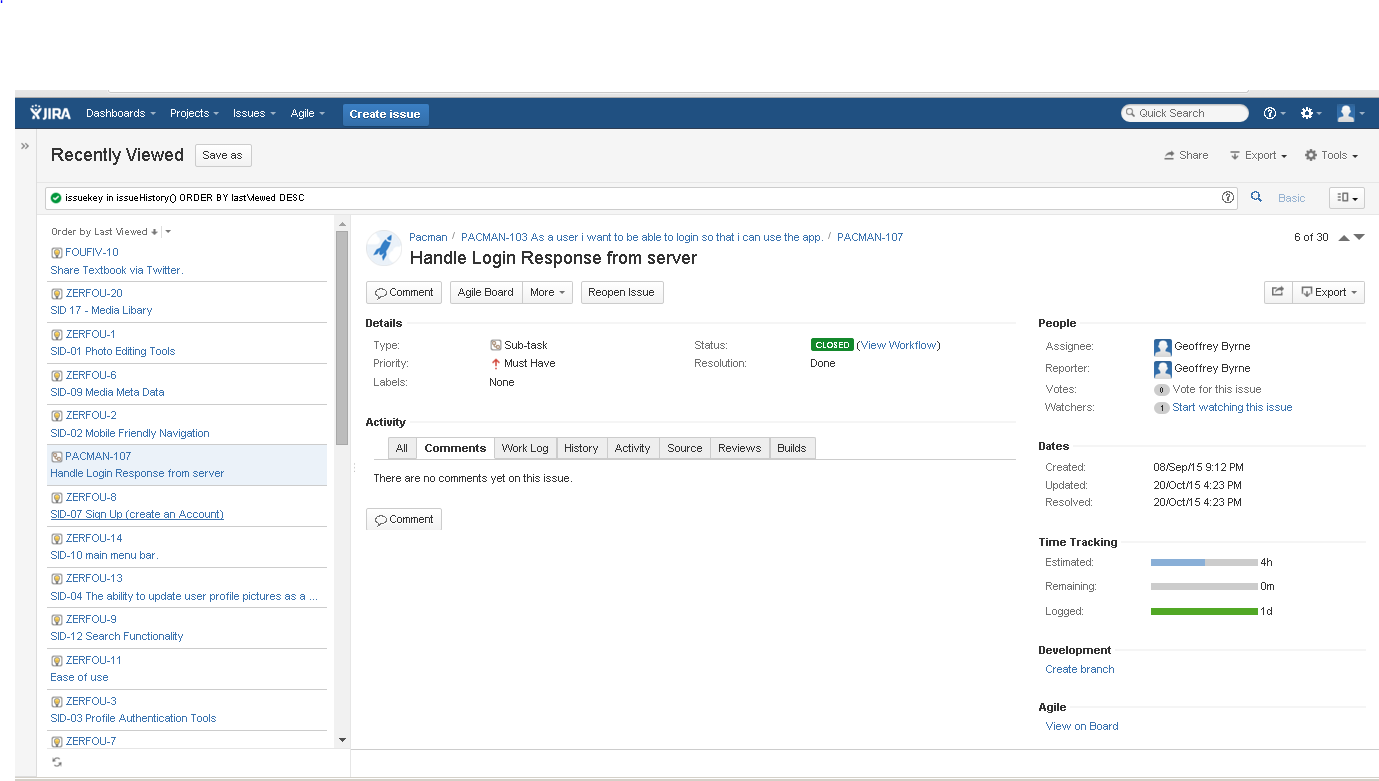 JIRA Dashboards Projects Issues Agile Create issue Quick Search
Recently Viewed Save as Share Export Tools
issuekey in issueHistory() ORDER BY lastViewed DESC Basic
Order by Last Viewed
FOUFIV-10
Share Textbook via Twitter.
ZERFOU-20
SID 17 - Media Libary
ZERFOU-1
SID-01 Photo Editing Tools
ZERFOU-6
SID-09 Media Meta Data
ZERFOU-2
SID-02 Mobile Friendly Navigation
PACMAN-107
Handle Login Response from server
ZERFOU-8
SID-07 Sign Up (create an Account)
ZERFOU-14
SID-10 main menu bar.
ZERFOU-13
SID-04 The ability to update user profile pictures as a ...
ZERFOU-9
SID-12 Search Functionality
ZERFOU-11
Ease of use
ZERFOU-3
SID-03 Profile Authentication Tools
ZERFOU-7
Pacman / PACMAN-103 As a user i want to be able to login so that i can use the app. / PACMAN-107
6 of 30
Handle Login Response from server
Comment Agile Board More Reopen Issue Export
Details
Type: Sub-task Status: CLOSED (View Workflow)
Priority: Must Have Resolution: Done
Labels: None
Activity
All Comments Work Log History Activity Source Reviews Builds
There are no comments yet on this issue.
Comment
People
Assignee: Geoffrey Byrne
Reporter: Geoffrey Byrne
Votes: 0 Vote for this issue
Watchers: 1 Start watching this issue
Dates
Created: 08/Sep/15 9:12 PM
Updated: 20/Oct/15 4:23 PM
Resolved: 20/Oct/15 4:23 PM
Time Tracking
Estimated: 4h
Remaining: 0m
Logged: 1d
Development
Create branch
Agile
View on Board